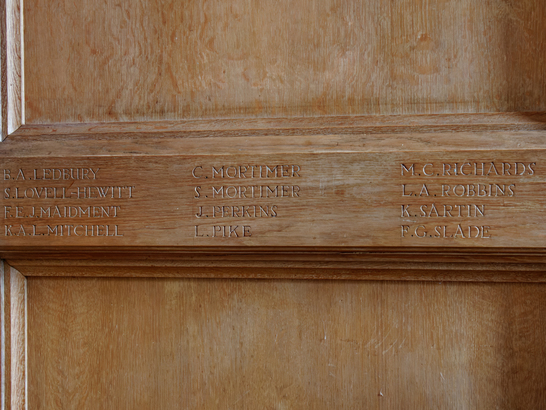 R.A. LEDBURY
S. LOVELL-HEWITT
F.E.J. MAIDMENT
R.A.L. MITCHELL
C. MORTIMER
S. MORTIMER
J. PERKINS
L. PIKE
M.C. RICHARDS
L.A. ROBBINS
K. SARTIN
F.G. SLADE